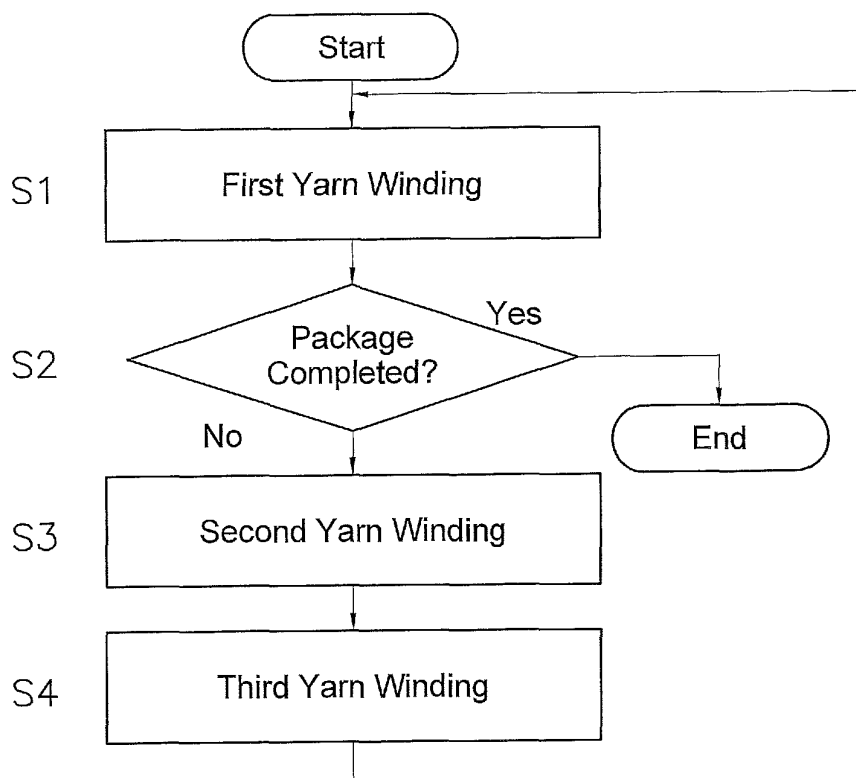 Start
S1
First Yarn Winding
S2
Package
Completed?
Yes
No
End
S3
Second Yarn Winding
S4
Third Yarn Winding